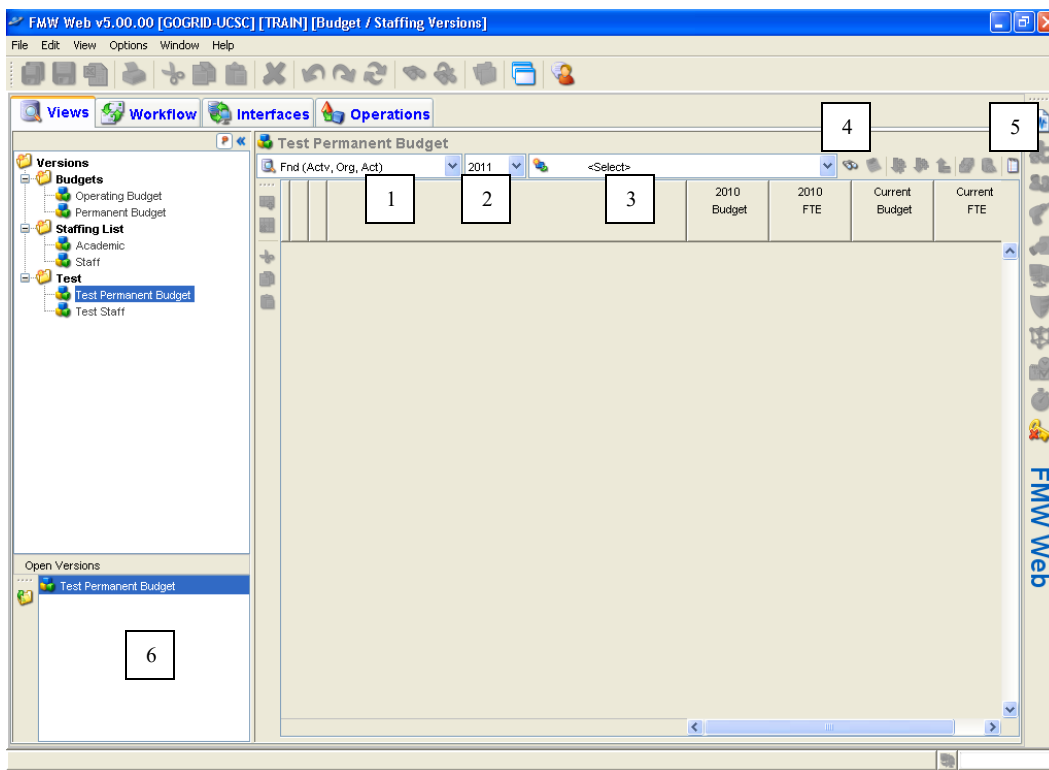 FMW Web v5.00.00 [GOGRID-UCSC] [TRAIN] [Budget / Staffing Versions]
File Edit View Options Window Help
Views Workflow Interfaces Operations
4
5
Test Permanent Budget
Versions
Budgets
Operating Budget
Permanent Budget
Staffing List
Academic
Staff
Test
Test Permanent Budget
Test Staff
Fnd (Actv, Org, Act) 2011 <Select>
1 2 3
2010 Budget
2010 FTE
Current Budget
Current FTE
FMW Web
Open Versions
Test Permanent Budget
6